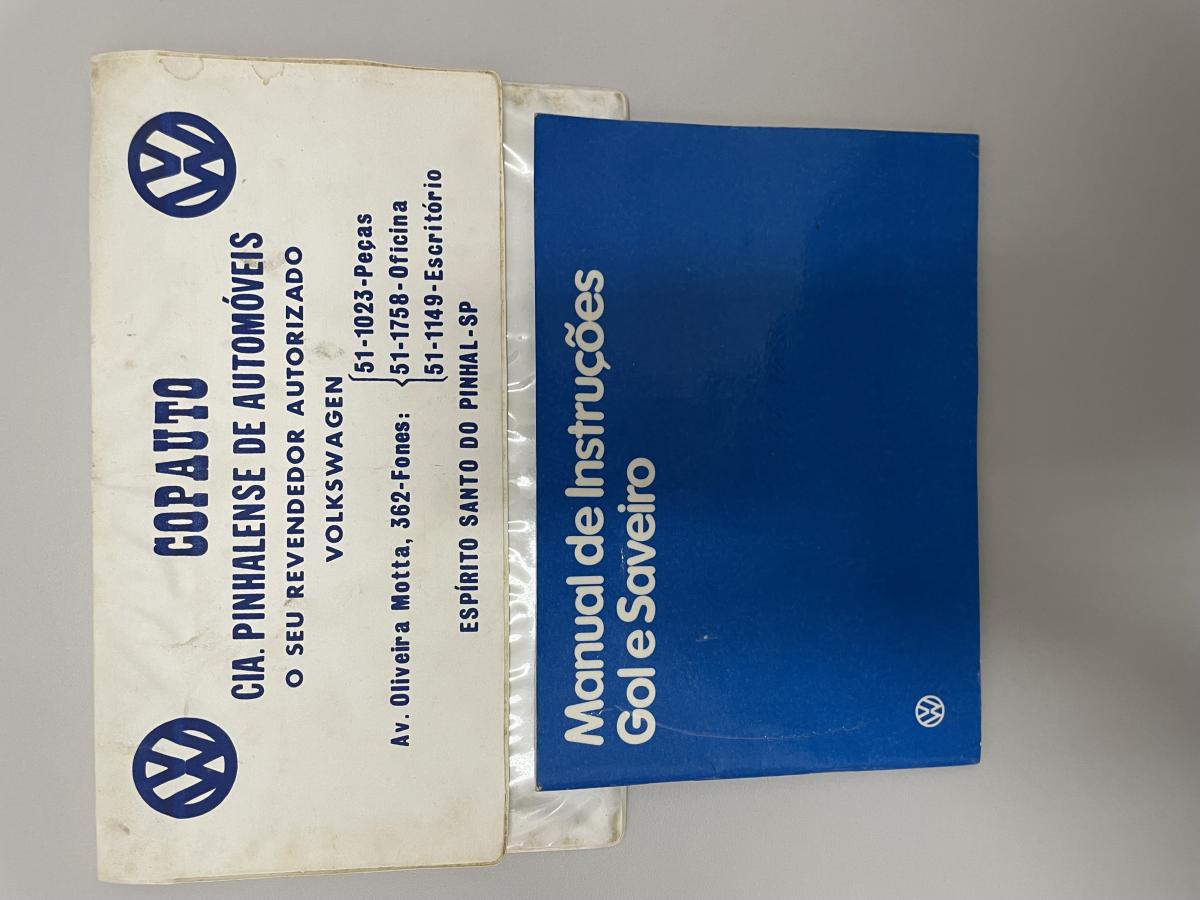 COPAUTO
CIA. PINHALENSE DE AUTOMÓVEIS
O SEU REVENDEDOR AUTORIZADO
VOLKSWAGEN
51-1023-Peças
Av. Oliveira Motta, 362-Fones: 51-1758-Oficina
51-1149-Escritório
ESPÍRITO SANTO DO PINHAL-SP
Manual de Instruções
Gol e Saveiro